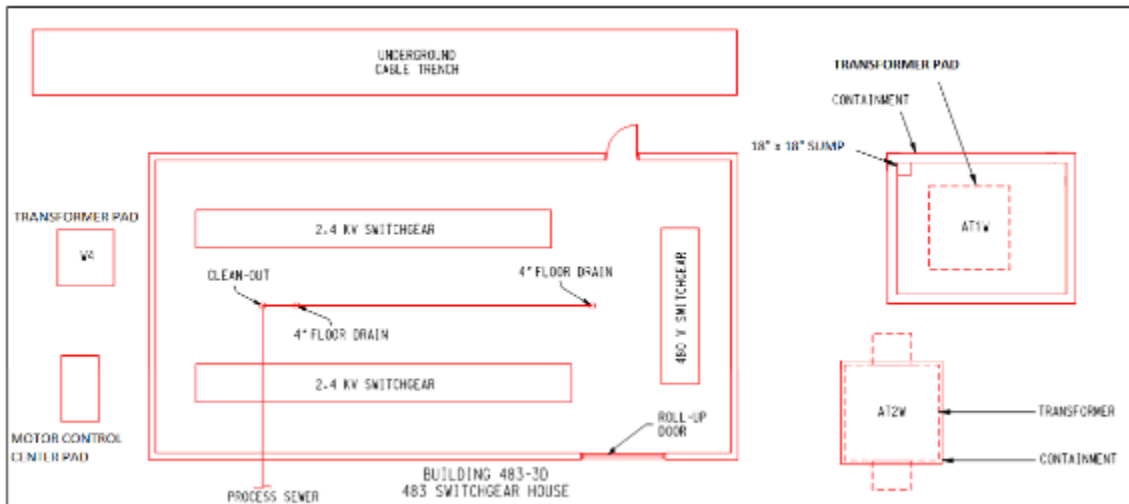 UNDERGROUND
CABLE TRENCH
TRANSFORMER PAD
CONTAINMENT
18" x 18" SUMP
AT1W
TRANSFORMER PAD
W4
2.4 KV SWITCHGEAR
CLEAN-OUT
4" FLOOR DRAIN
4" FLOOR DRAIN
480 V SWITCHGEAR
2.4 KV SWITCHGEAR
MOTOR CONTROL
CENTER PAD
ROLL-UP
DOOR
AT2W
TRANSFORMER
CONTAINMENT
PROCESS SEWER
BUILDING 483-3D
483 SWITCHGEAR HOUSE